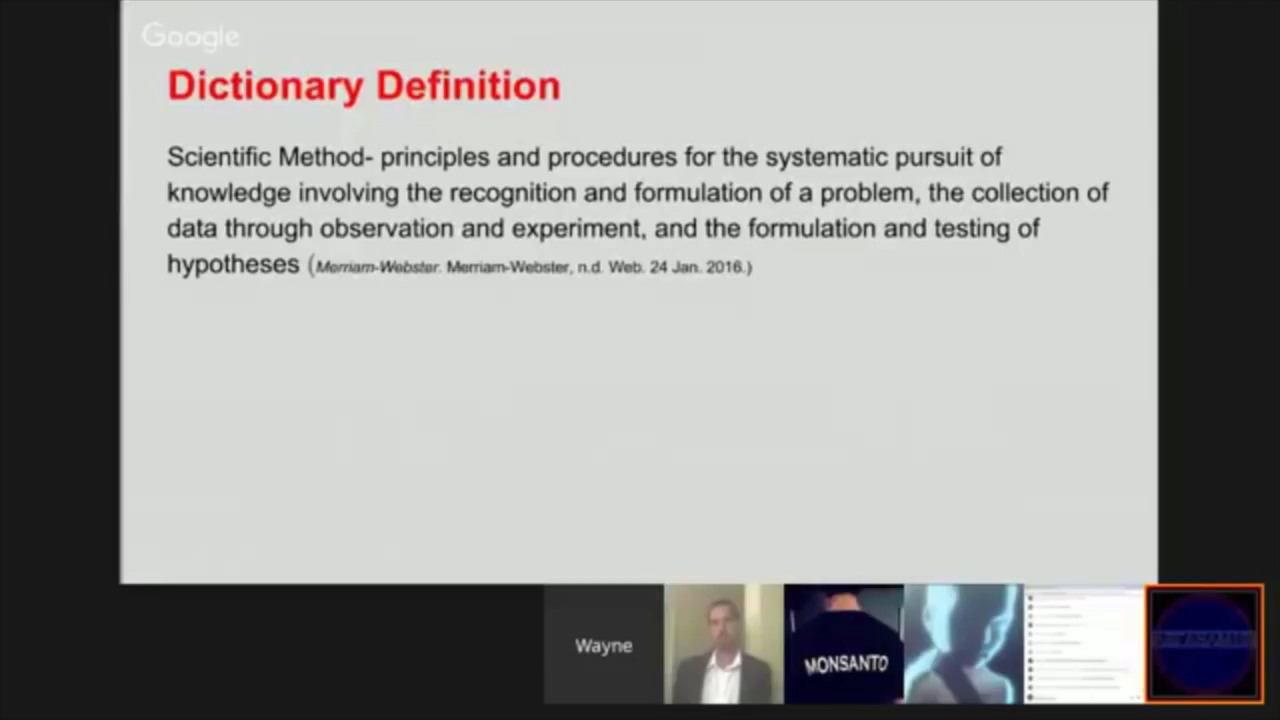 Google
Dictionary Definition
Scientific Method- principles and procedures for the systematic pursuit of
knowledge involving the recognition and formulation of a problem, the collection of
data through observation and experiment, and the formulation and testing of
hypotheses (Merriam-Webster. Merriam-Webster, n.d. Web. 24 Jan. 2016.)
Wayne
MONSANTO